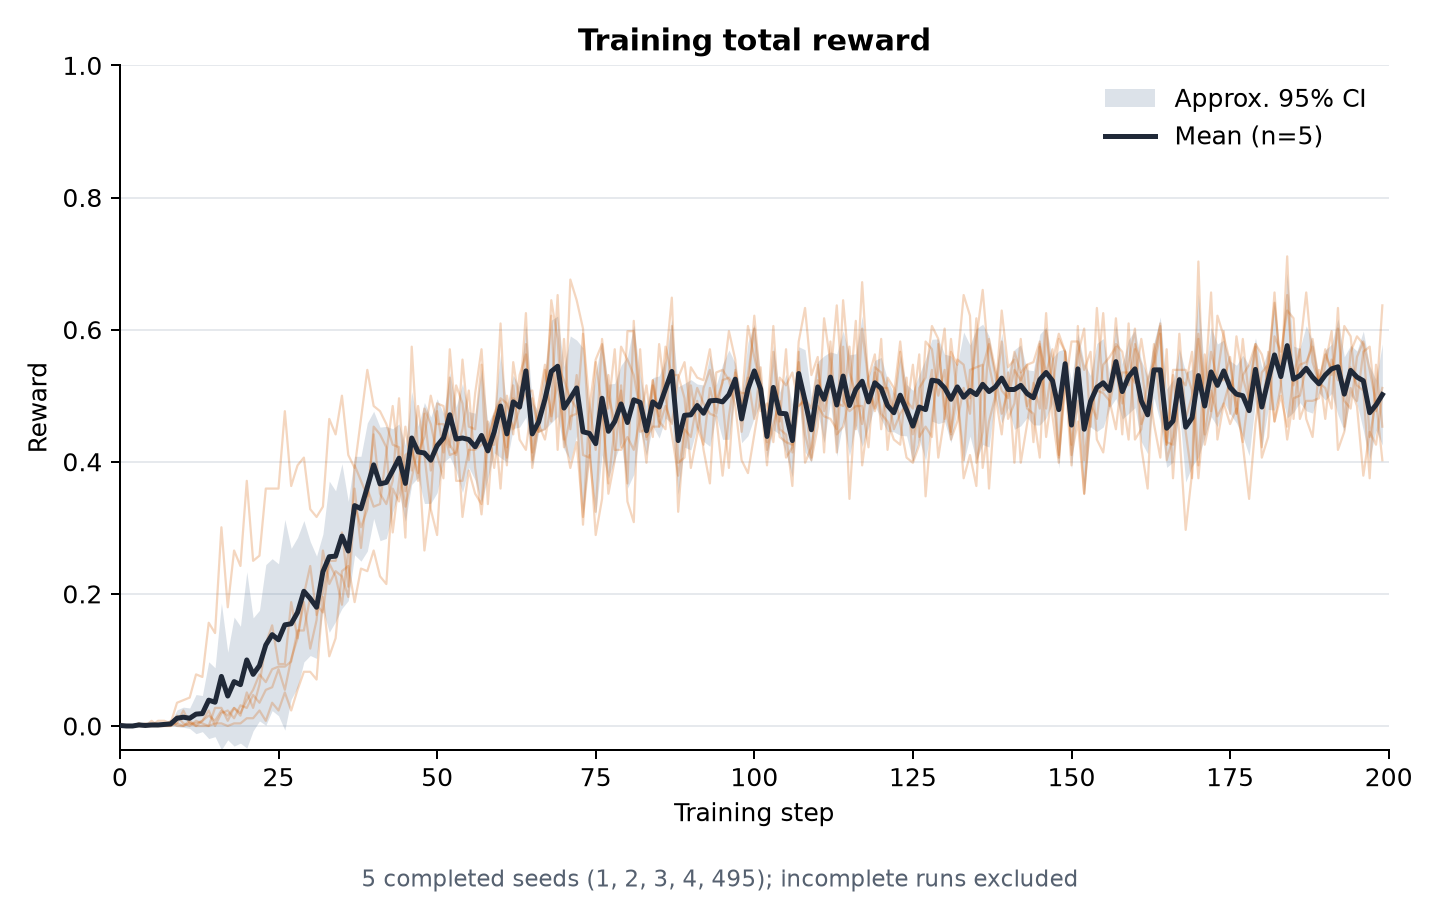 Training total reward
Approx. 95% CI
Mean (n=5)
Reward
1.0
0.8
0.6
0.4
0.2
0.0
0 25 50 75 100 125 150 175 200
Training step
5 completed seeds (1, 2, 3, 4, 495); incomplete runs excluded